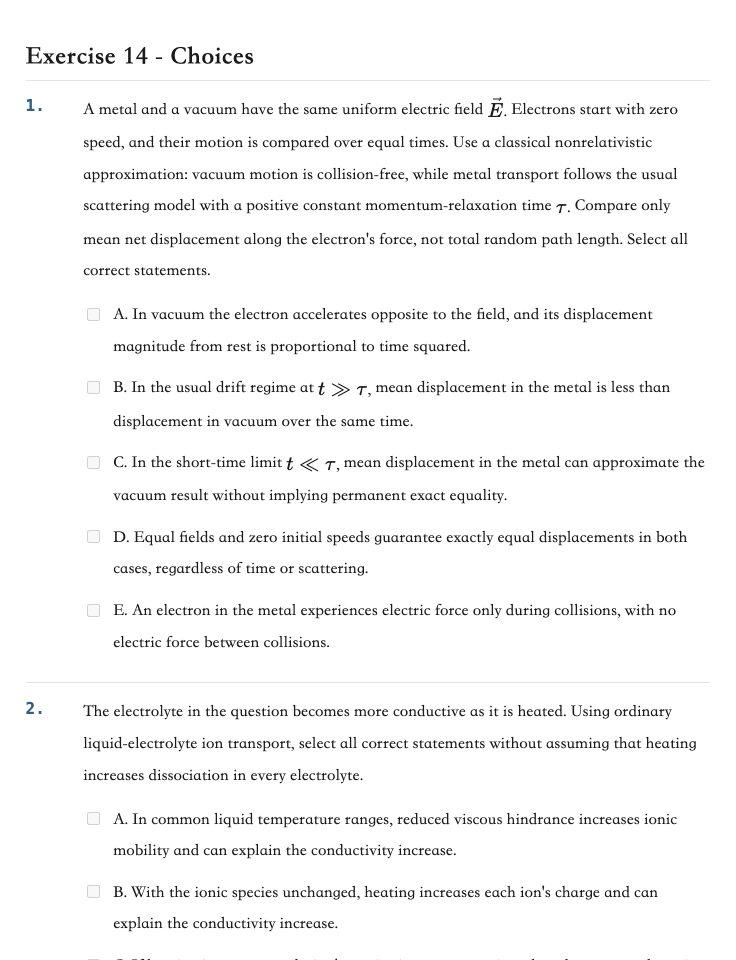 Exercise 14 - Choices
1.
A metal and a vacuum have the same uniform electric field \vec{E}. Electrons start with zero
speed, and their motion is compared over equal times. Use a classical nonrelativistic
approximation: vacuum motion is collision-free, while metal transport follows the usual
scattering model with a positive constant momentum-relaxation time τ. Compare only
mean net displacement along the electron's force, not total random path length. Select all
correct statements.
A. In vacuum the electron accelerates opposite to the field, and its displacement
magnitude from rest is proportional to time squared.
B. In the usual drift regime at t ≫ τ, mean displacement in the metal is less than
displacement in vacuum over the same time.
C. In the short-time limit t ≪ τ, mean displacement in the metal can approximate the
vacuum result without implying permanent exact equality.
D. Equal fields and zero initial speeds guarantee exactly equal displacements in both
cases, regardless of time or scattering.
E. An electron in the metal experiences electric force only during collisions, with no
electric force between collisions.
2.
The electrolyte in the question becomes more conductive as it is heated. Using ordinary
liquid-electrolyte ion transport, select all correct statements without assuming that heating
increases dissociation in every electrolyte.
A. In common liquid temperature ranges, reduced viscous hindrance increases ionic
mobility and can explain the conductivity increase.
B. With the ionic species unchanged, heating increases each ion's charge and can
explain the conductivity increase.